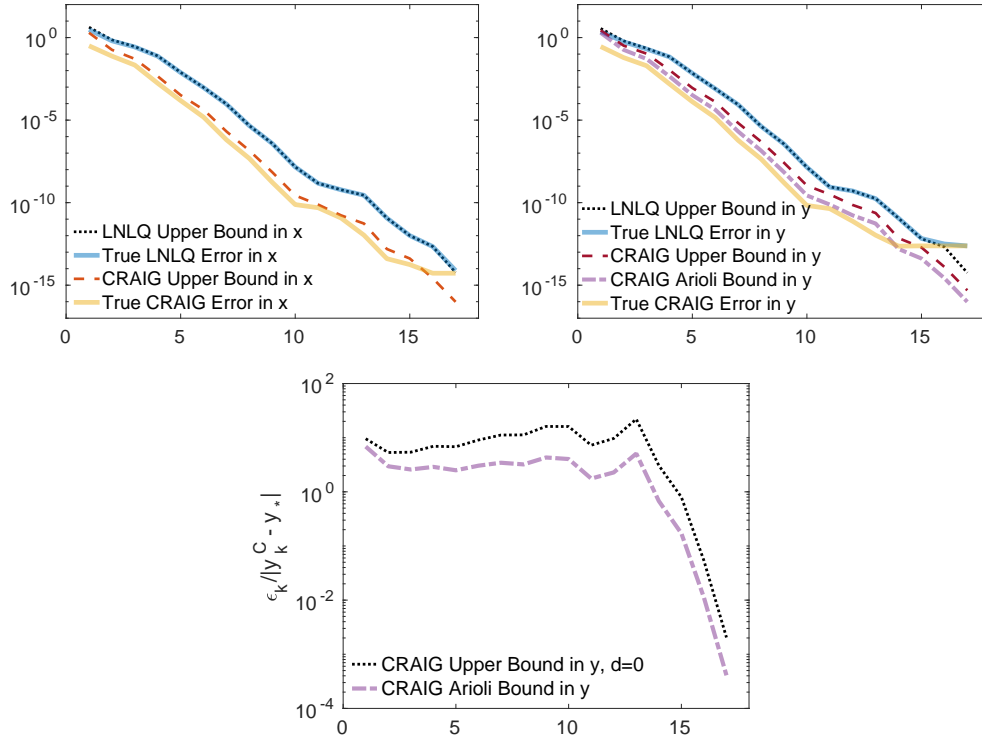 10^0
10^-5
10^-10
10^-15
LNLQ Upper Bound in x
True LNLQ Error in x
CRAIG Upper Bound in x
True CRAIG Error in x
0 5 10 15
10^0
10^-5
10^-10
10^-15
LNLQ Upper Bound in y
True LNLQ Error in y
CRAIG Upper Bound in y
CRAIG Arioli Bound in y
True CRAIG Error in y
0 5 10 15
10^2
10^0
10^-2
10^-4
ϵ_k/|y_k^C - y_*|
CRAIG Upper Bound in y, d=0
CRAIG Arioli Bound in y
0 5 10 15